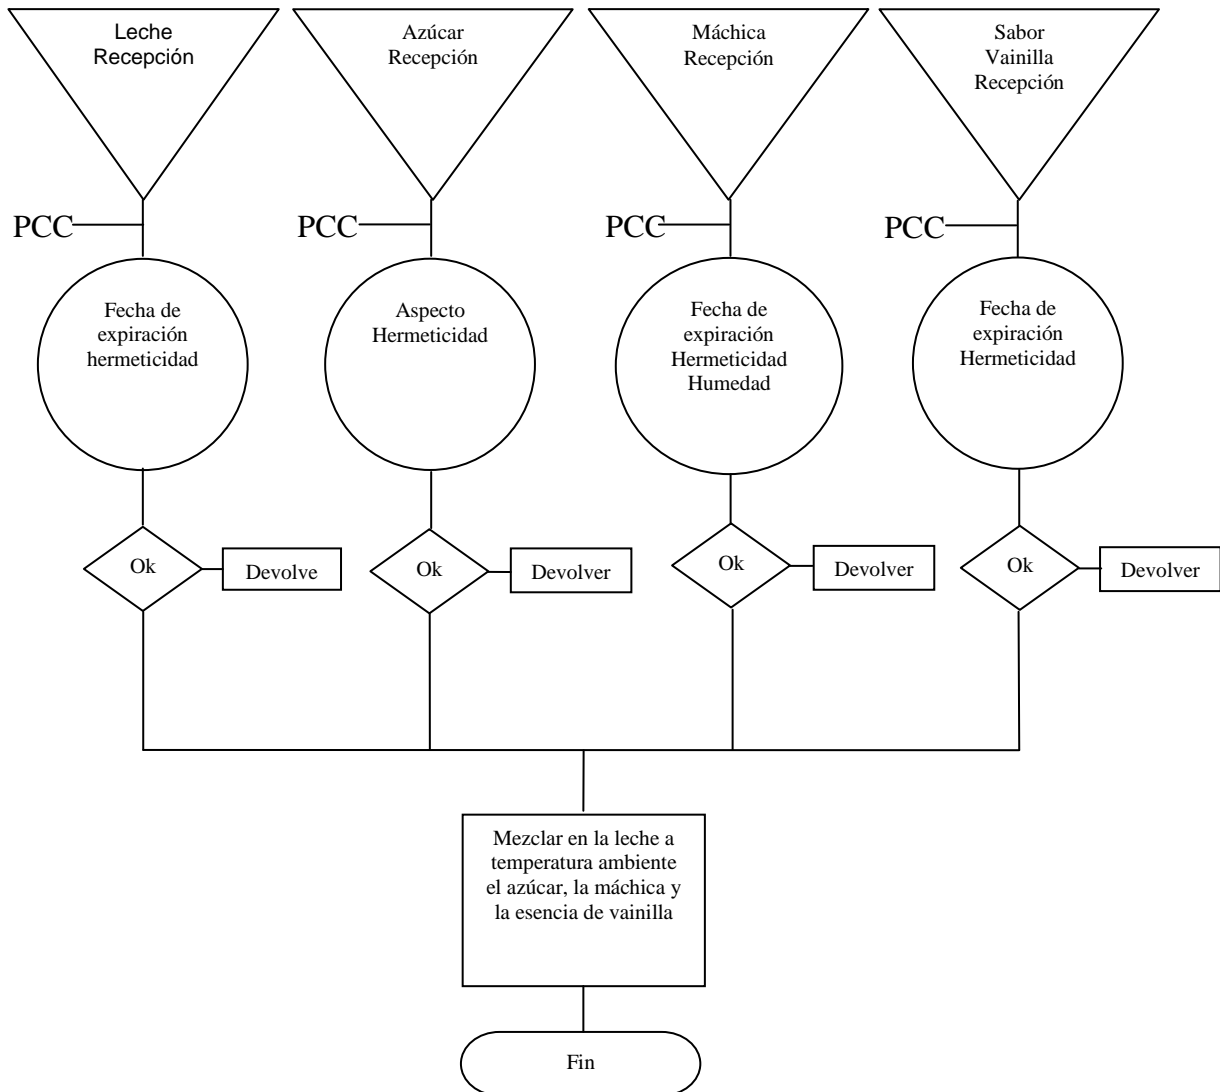 Leche
Recepción
Azúcar
Recepción
Máchica
Recepción
Sabor
Vainilla
Recepción
PCC
PCC
PCC
PCC
Fecha de
expiración
hermeticidad
Aspecto
Hermeticidad
Fecha de
expiración
Hermeticidad
Humedad
Fecha de
expiración
Hermeticidad
Ok
Devolve
Ok
Devolver
Ok
Devolver
Ok
Devolver
Mezclar en la leche a
temperatura ambiente
el azúcar, la máchica y
la esencia de vainilla
Fin